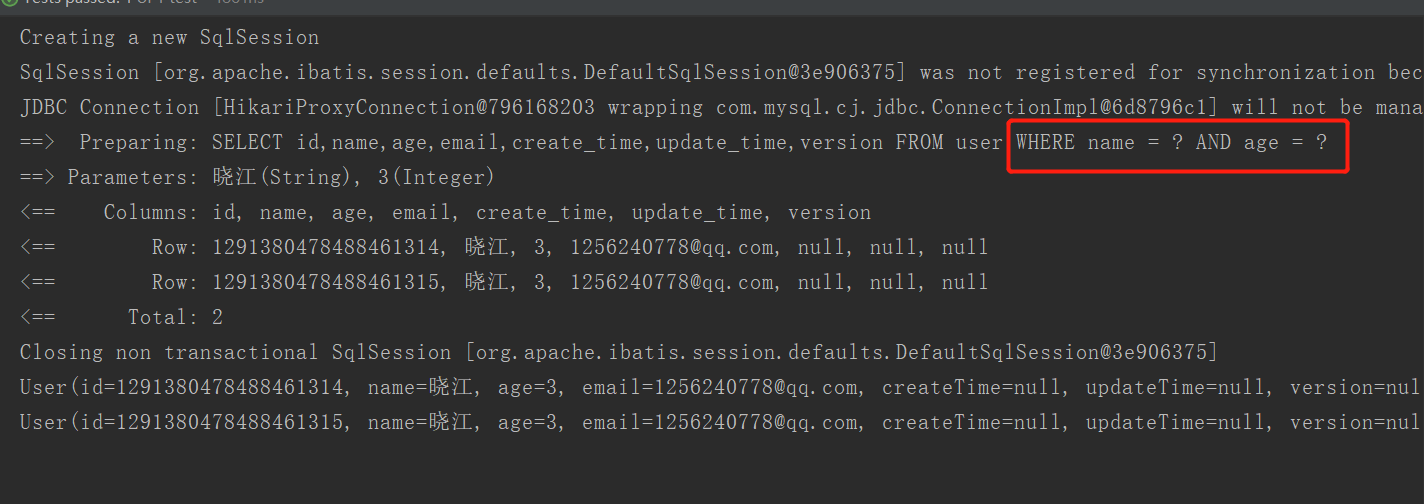 Tests passed: 1 of 1 test
Creating a new SqlSession
SqlSession [org.apache.ibatis.session.defaults.DefaultSqlSession@3e906375] was not registered for synchronization bec
JDBC Connection [HikariProxyConnection@796168203 wrapping com.mysql.cj.jdbc.ConnectionImpl@6d8796c1] will not be mana
==>  Preparing: SELECT id,name,age,email,create_time,update_time,version FROM user WHERE name = ? AND age = ?
==> Parameters: 晓江(String), 3(Integer)
<==    Columns: id, name, age, email, create_time, update_time, version
<==        Row: 1291380478488461314, 晓江, 3, 1256240778@qq.com, null, null, null
<==        Row: 1291380478488461315, 晓江, 3, 1256240778@qq.com, null, null, null
<==      Total: 2
Closing non transactional SqlSession [org.apache.ibatis.session.defaults.DefaultSqlSession@3e906375]
User(id=1291380478488461314, name=晓江, age=3, email=1256240778@qq.com, createTime=null, updateTime=null, version=nul
User(id=1291380478488461315, name=晓江, age=3, email=1256240778@qq.com, createTime=null, updateTime=null, version=nul